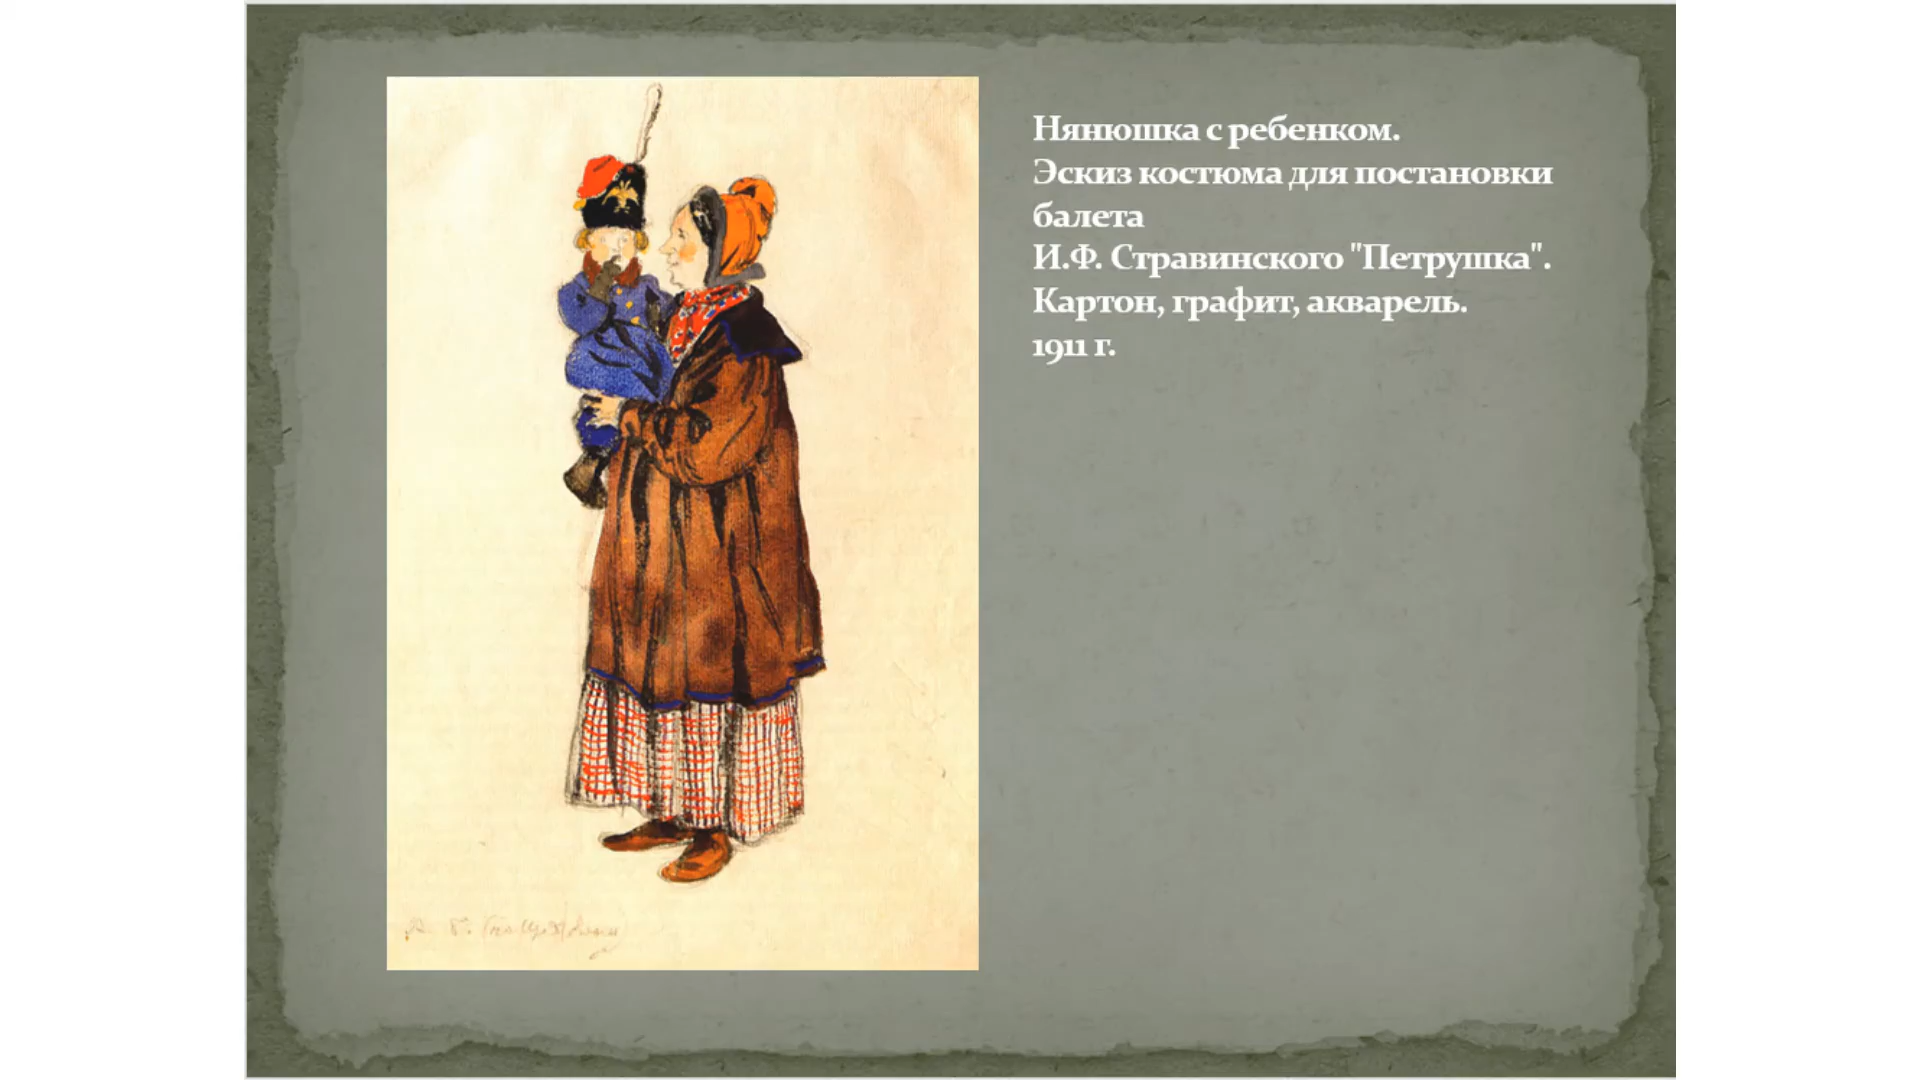 Нянюшка с ребенком.
Эскиз костюма для постановки
балета
И.Ф. Стравинского "Петрушка".
Картон, графит, акварель.
1911 г.